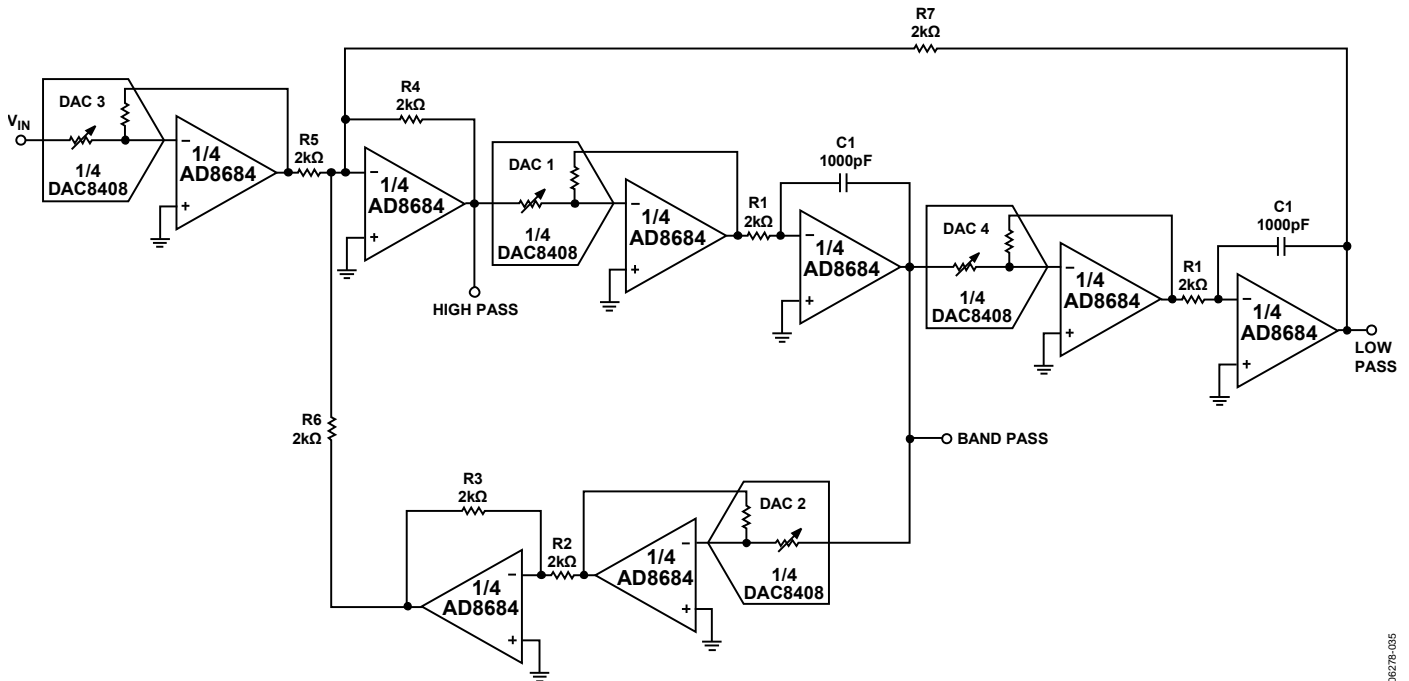 R7
2kΩ
DAC 3
VIN
1/4
DAC8408
−
+
1/4
AD8684
R5
2kΩ
R4
2kΩ
−
+
1/4
AD8684
HIGH PASS
DAC 1
1/4
DAC8408
−
+
1/4
AD8684
R1
2kΩ
C1
1000pF
−
+
1/4
AD8684
DAC 4
1/4
DAC8408
−
+
1/4
AD8684
R1
2kΩ
C1
1000pF
−
+
1/4
AD8684
LOW
PASS
BAND PASS
R6
2kΩ
R3
2kΩ
−
+
1/4
AD8684
R2
2kΩ
−
+
1/4
AD8684
DAC 2
1/4
DAC8408
06278-035